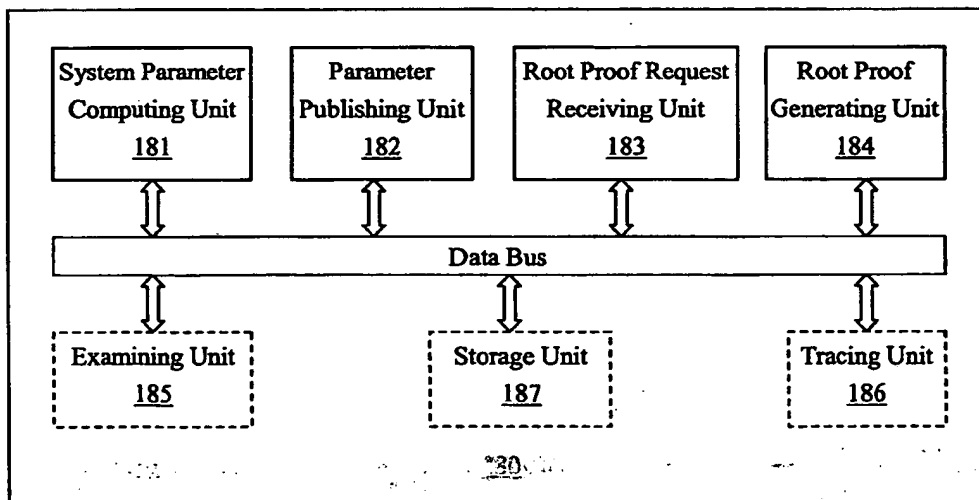 System Parameter
Computing Unit
181
Parameter
Publishing Unit
182
Root Proof Request
Receiving Unit
183
Root Proof
Generating Unit
184
Data Bus
Examining Unit
185
Storage Unit
187
Tracing Unit
186